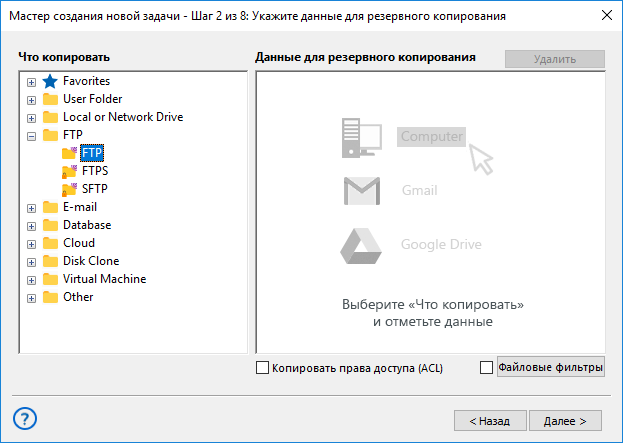 Мастер создания новой задачи - Шаг 2 из 8: Укажите данные для резервного копирования
Что копировать
Данные для резервного копирования
Удалить
Favorites
User Folder
Local or Network Drive
FTP
FTP
FTPS
SFTP
E-mail
Database
Cloud
Disk Clone
Virtual Machine
Other
Computer
Gmail
Google Drive
Выберите «Что копировать»
и отметьте данные
Копировать права доступа (ACL)
Файловые фильтры
?
< Назад
Далее >